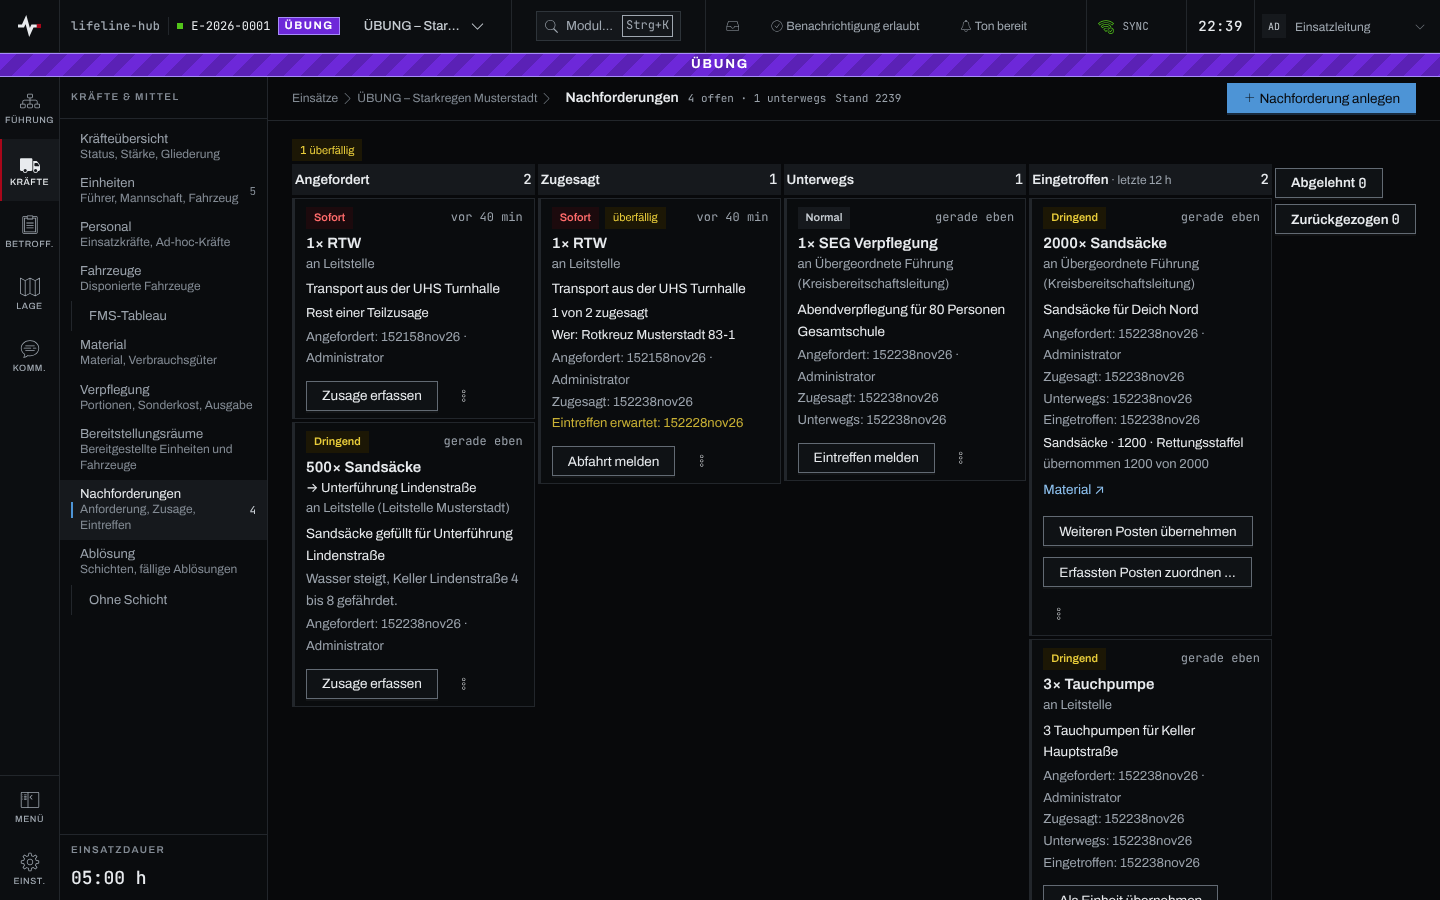 lifeline-hub
E-2026-0001 ÜBUNG
ÜBUNG – Star...
Modul... Strg+K
Benachrichtigung erlaubt
Ton bereit
SYNC
22:39
AD Einsatzleitung
ÜBUNG
FÜHRUNG
KRÄFTE
BETROFF.
LAGE
KOMM.
MENÜ
EINST.
KRÄFTE & MITTEL
Kräfteübersicht
Status, Stärke, Gliederung
Einheiten
Führer, Mannschaft, Fahrzeug 5
Personal
Einsatzkräfte, Ad-hoc-Kräfte
Fahrzeuge
Disponierte Fahrzeuge
FMS-Tableau
Material
Material, Verbrauchsgüter
Verpflegung
Portionen, Sonderkost, Ausgabe
Bereitstellungsräume
Bereitgestellte Einheiten und
Fahrzeuge
Nachforderungen
Anforderung, Zusage, 4
Eintreffen
Ablösung
Schichten, fällige Ablösungen
Ohne Schicht
EINSATZDAUER
05:00 h
Einsätze > ÜBUNG – Starkregen Musterstadt > Nachforderungen 4 offen · 1 unterwegs Stand 2239
+ Nachforderung anlegen
1 überfällig
Angefordert 2
Sofort vor 40 min
1× RTW
an Leitstelle
Transport aus der UHS Turnhalle
Rest einer Teilzusage
Angefordert: 152158nov26 ·
Administrator
Zusage erfassen
Dringend gerade eben
500× Sandsäcke
→ Unterführung Lindenstraße
an Leitstelle (Leitstelle Musterstadt)
Sandsäcke gefüllt für Unterführung
Lindenstraße
Wasser steigt, Keller Lindenstraße 4
bis 8 gefährdet.
Angefordert: 152238nov26 ·
Administrator
Zusage erfassen
Zugesagt 1
Sofort überfällig vor 40 min
1× RTW
an Leitstelle
Transport aus der UHS Turnhalle
1 von 2 zugesagt
Wer: Rotkreuz Musterstadt 83-1
Angefordert: 152158nov26 ·
Administrator
Zugesagt: 152238nov26
Eintreffen erwartet: 152228nov26
Abfahrt melden
Unterwegs 1
Normal gerade eben
1× SEG Verpflegung
an Übergeordnete Führung
(Kreisbereitschaftsleitung)
Abendverpflegung für 80 Personen
Gesamtschule
Angefordert: 152238nov26 ·
Administrator
Zugesagt: 152238nov26
Unterwegs: 152238nov26
Eintreffen melden
Eingetroffen · letzte 12 h 2
Dringend gerade eben
2000× Sandsäcke
an Übergeordnete Führung
(Kreisbereitschaftsleitung)
Sandsäcke für Deich Nord
Angefordert: 152238nov26 ·
Administrator
Zugesagt: 152238nov26
Unterwegs: 152238nov26
Eingetroffen: 152238nov26
Sandsäcke · 1200 · Rettungsstaffel
übernommen 1200 von 2000
Material ↗
Weiteren Posten übernehmen
Erfassten Posten zuordnen ...
Dringend gerade eben
3× Tauchpumpe
an Leitstelle
3 Tauchpumpen für Keller
Hauptstraße
Angefordert: 152238nov26 ·
Administrator
Zugesagt: 152238nov26
Unterwegs: 152238nov26
Eingetroffen: 152238nov26
Als Einheit übernehmen
Abgelehnt 0
Zurückgezogen 0